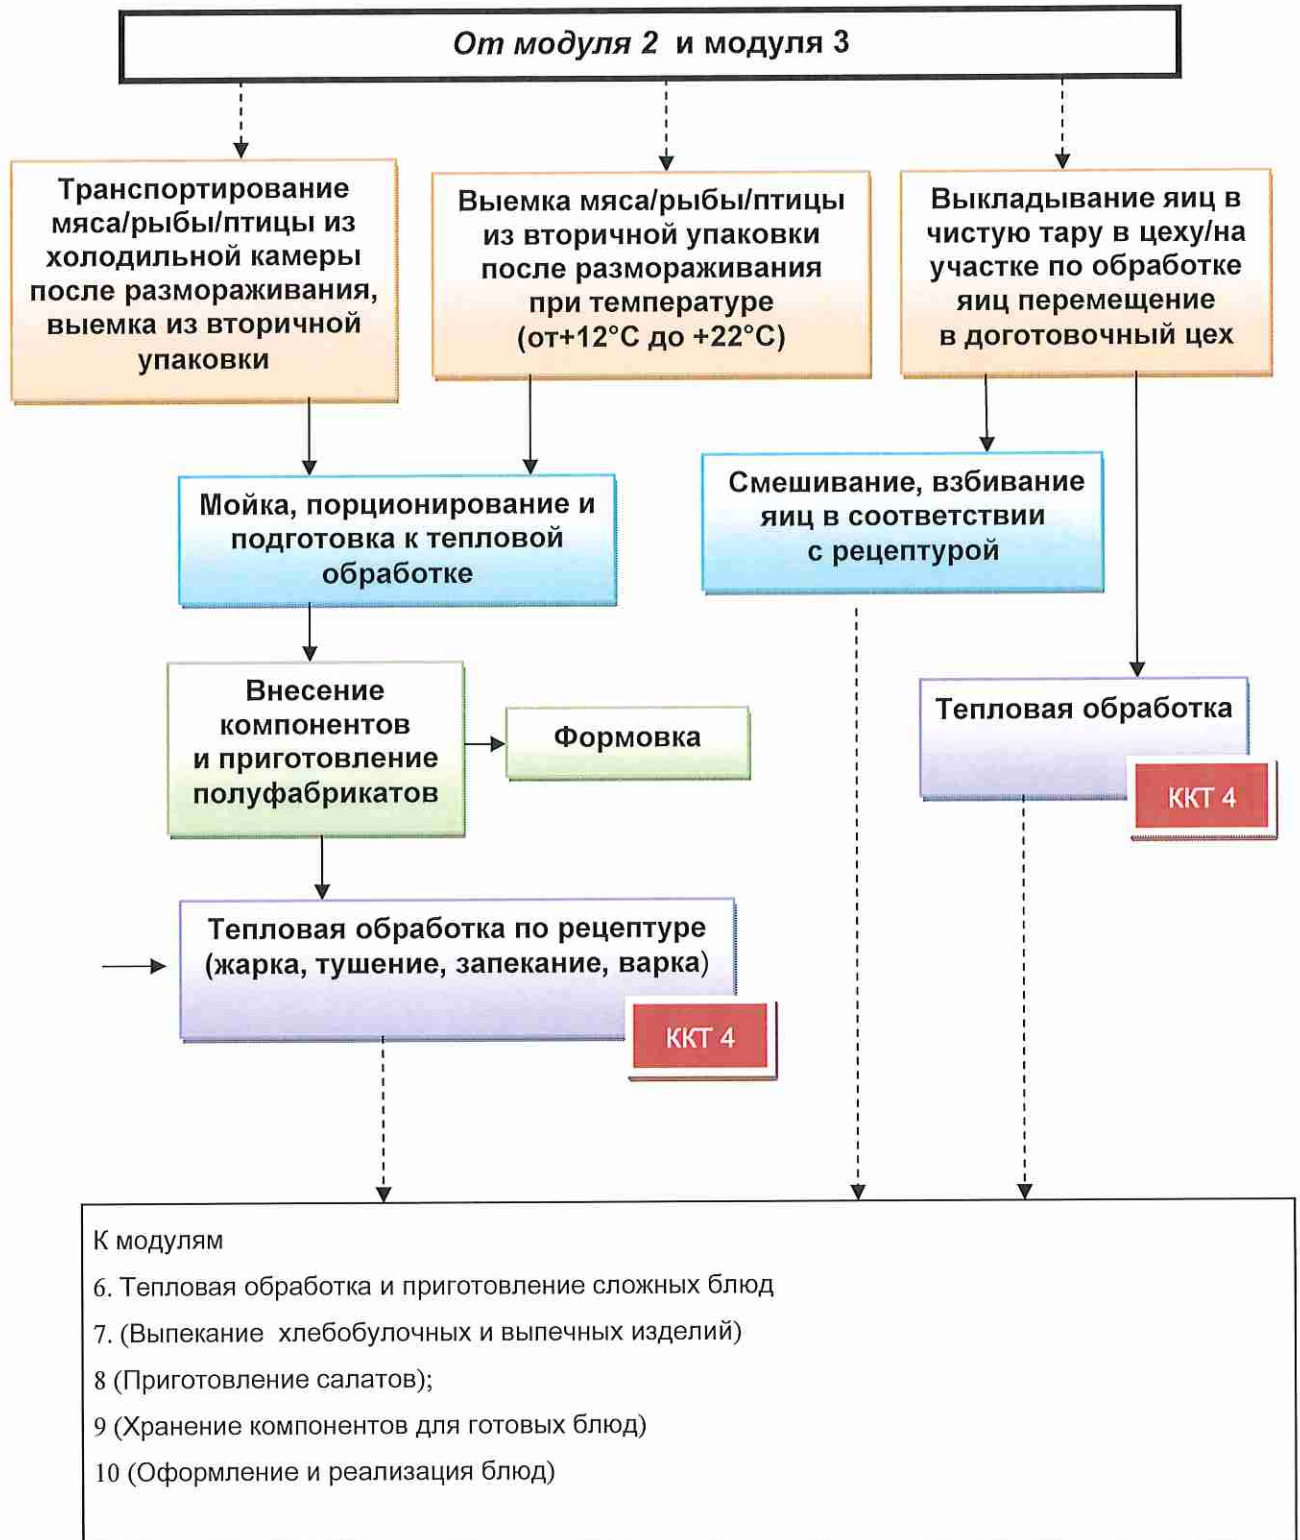 От модуля 2 и модуля 3
Транспортирование
мяса/рыбы/птицы из
холодильной камеры
после размораживания,
выемка из вторичной
упаковки
Выемка мяса/рыбы/птицы
из вторичной упаковки
после размораживания
при температуре
(от+12°С до +22°С)
Выкладывание яиц в
чистую тару в цеху/на
участке по обработке
яиц перемещение
в доготовочный цех
Мойка, порционирование и
подготовка к тепловой
обработке
Смешивание, взбивание
яиц в соответствии
с рецептурой
Внесение
компонентов
и приготовление
полуфабрикатов
Формовка
Тепловая обработка
ККТ 4
Тепловая обработка по рецептуре
(жарка, тушение, запекание, варка)
ККТ 4
К модулям
6. Тепловая обработка и приготовление сложных блюд
7. (Выпекание хлебобулочных и выпечных изделий)
8 (Приготовление салатов);
9 (Хранение компонентов для готовых блюд)
10 (Оформление и реализация блюд)